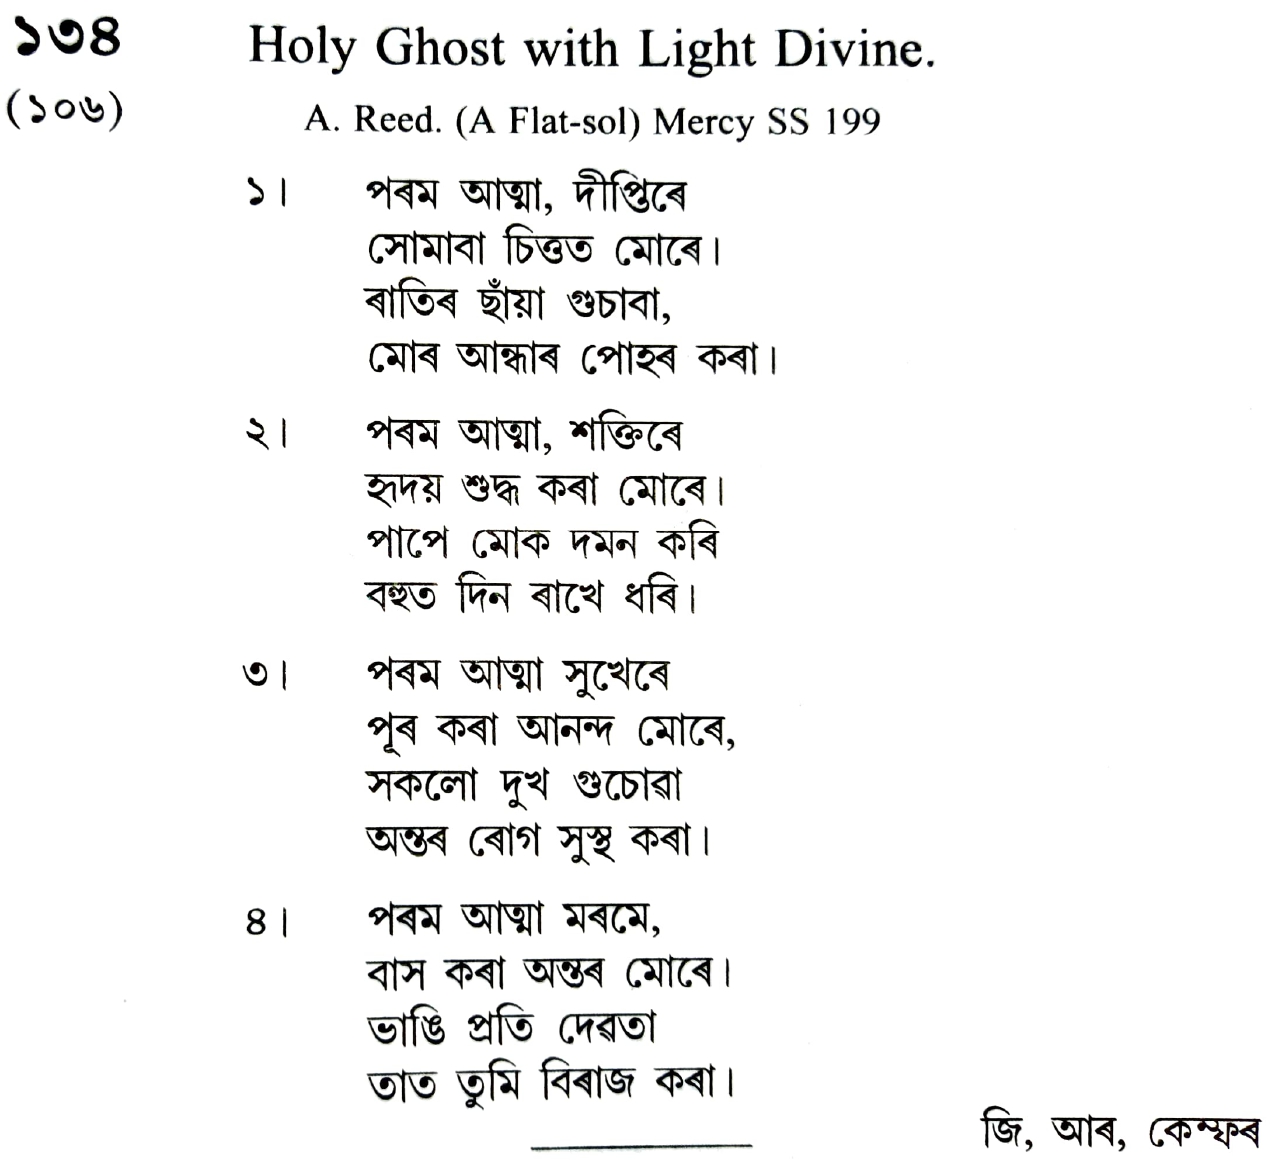 ১৩৪ Holy Ghost with Light Divine.
(১০৬) A. Reed. (A Flat-sol) Mercy SS 199
১। পৰম আত্মা, দীপ্তিৰে
সোমাবা চিত্তত মোৰে।
ৰাতিৰ ছাঁয়া গুচাবা,
মোৰ আন্ধাৰ পোহৰ কৰা।
২। পৰম আত্মা, শক্তিৰে
হৃদয় শুদ্ধ কৰা মোৰে।
পাপে মোক দমন কৰি
বহুত দিন ৰাখে ধৰি।
৩। পৰম আত্মা সুখেৰে
পূৰ কৰা আনন্দ মোৰে,
সকলো দুখ গুচোৱা
অন্তৰ ৰোগ সুস্থ কৰা।
৪। পৰম আত্মা মৰমে,
বাস কৰা অন্তৰ মোৰে।
ভাঙি প্ৰতি দেৱতা
তাত তুমি বিৰাজ কৰা।
জি, আৰ, কেম্ফৰ